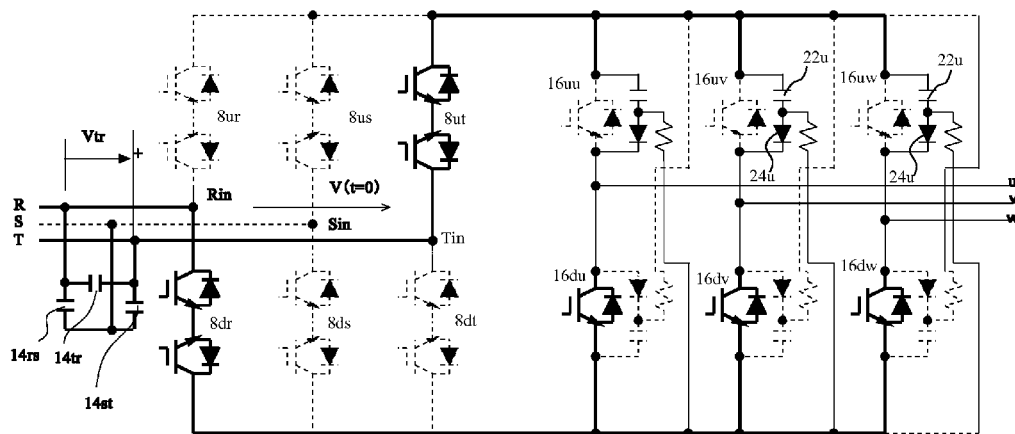 22u 22u
16uu 16uv 16uw
8ur 8us 8ut
Vtr +
24u 24u
V(t=0)
R Rin
S Sin
T Tin
u
v
w
16du 16dv 16dw
8dr 8ds 8dt
14rs 14tr
14st